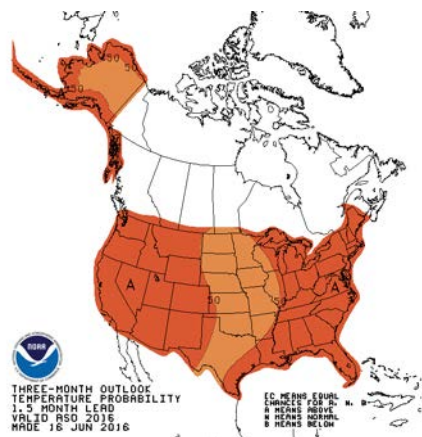 50
50
50
A
A
50
50
A
NOAA
THREE-MONTH OUTLOOK
TEMPERATURE PROBABILITY
1.5 MONTH LEAD
VALID ASO 2016
MADE 16 JUN 2016
EC MEANS EQUAL
CHANCES FOR A, N, B
A MEANS ABOVE
N MEANS NORMAL
B MEANS BELOW